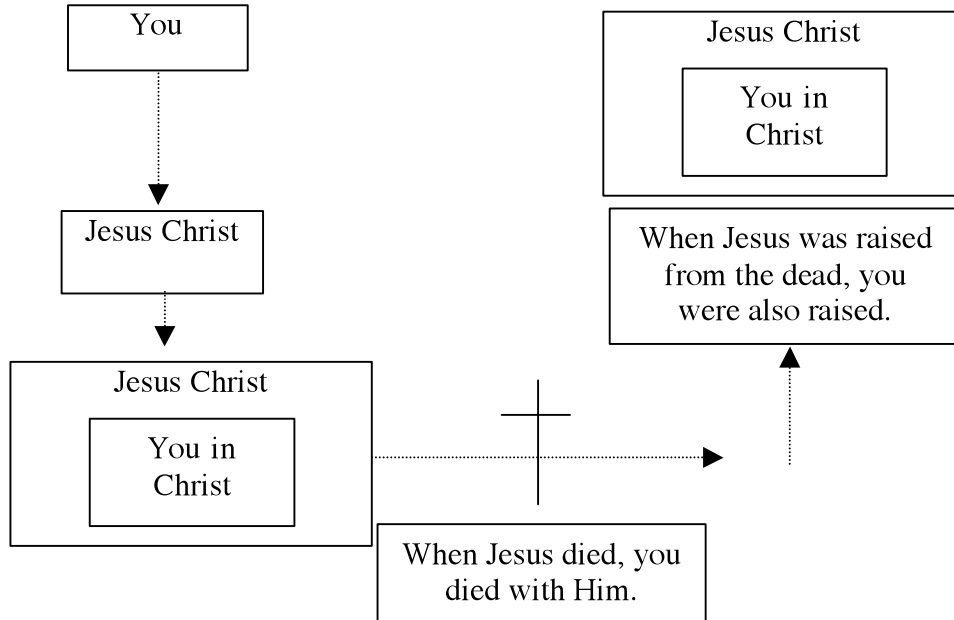 You
Jesus Christ
Jesus Christ
You in
Christ
When Jesus died, you
died with Him.
Jesus Christ
You in
Christ
When Jesus was raised
from the dead, you
were also raised.